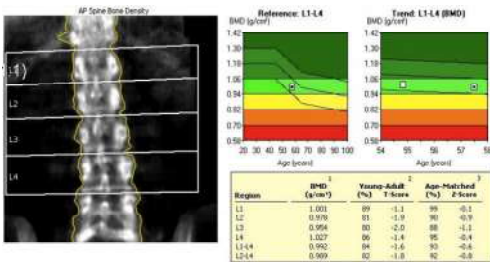 AP Spine Bone Density
L1)
L2
L3
L4
Reference: L1-L4
BMD (g/cm²)
1.42
1.30
1.18
1.06
0.94
0.82
0.70
0.58
20 30 40 50 60 70 80 90 100
Age (years)
Trend: L1-L4 (BMD)
BMD (g/cm²)
1.42
1.30
1.18
1.06
0.94
0.82
0.70
0.58
54 55 56 57 58
Age (years)
1 2 3
BMD Young-Adult Age-Matched
Region (g/cm²) (%) T-Score (%) Z-Score
L1 1.001 89 -1.1 99 -0.1
L2 0.978 81 -1.9 90 -0.9
L3 0.954 80 -2.0 88 -1.1
L4 1.027 86 -1.4 95 -0.4
L1-L4 0.992 84 -1.6 93 -0.6
L2-L4 0.989 82 -1.8 92 -0.8